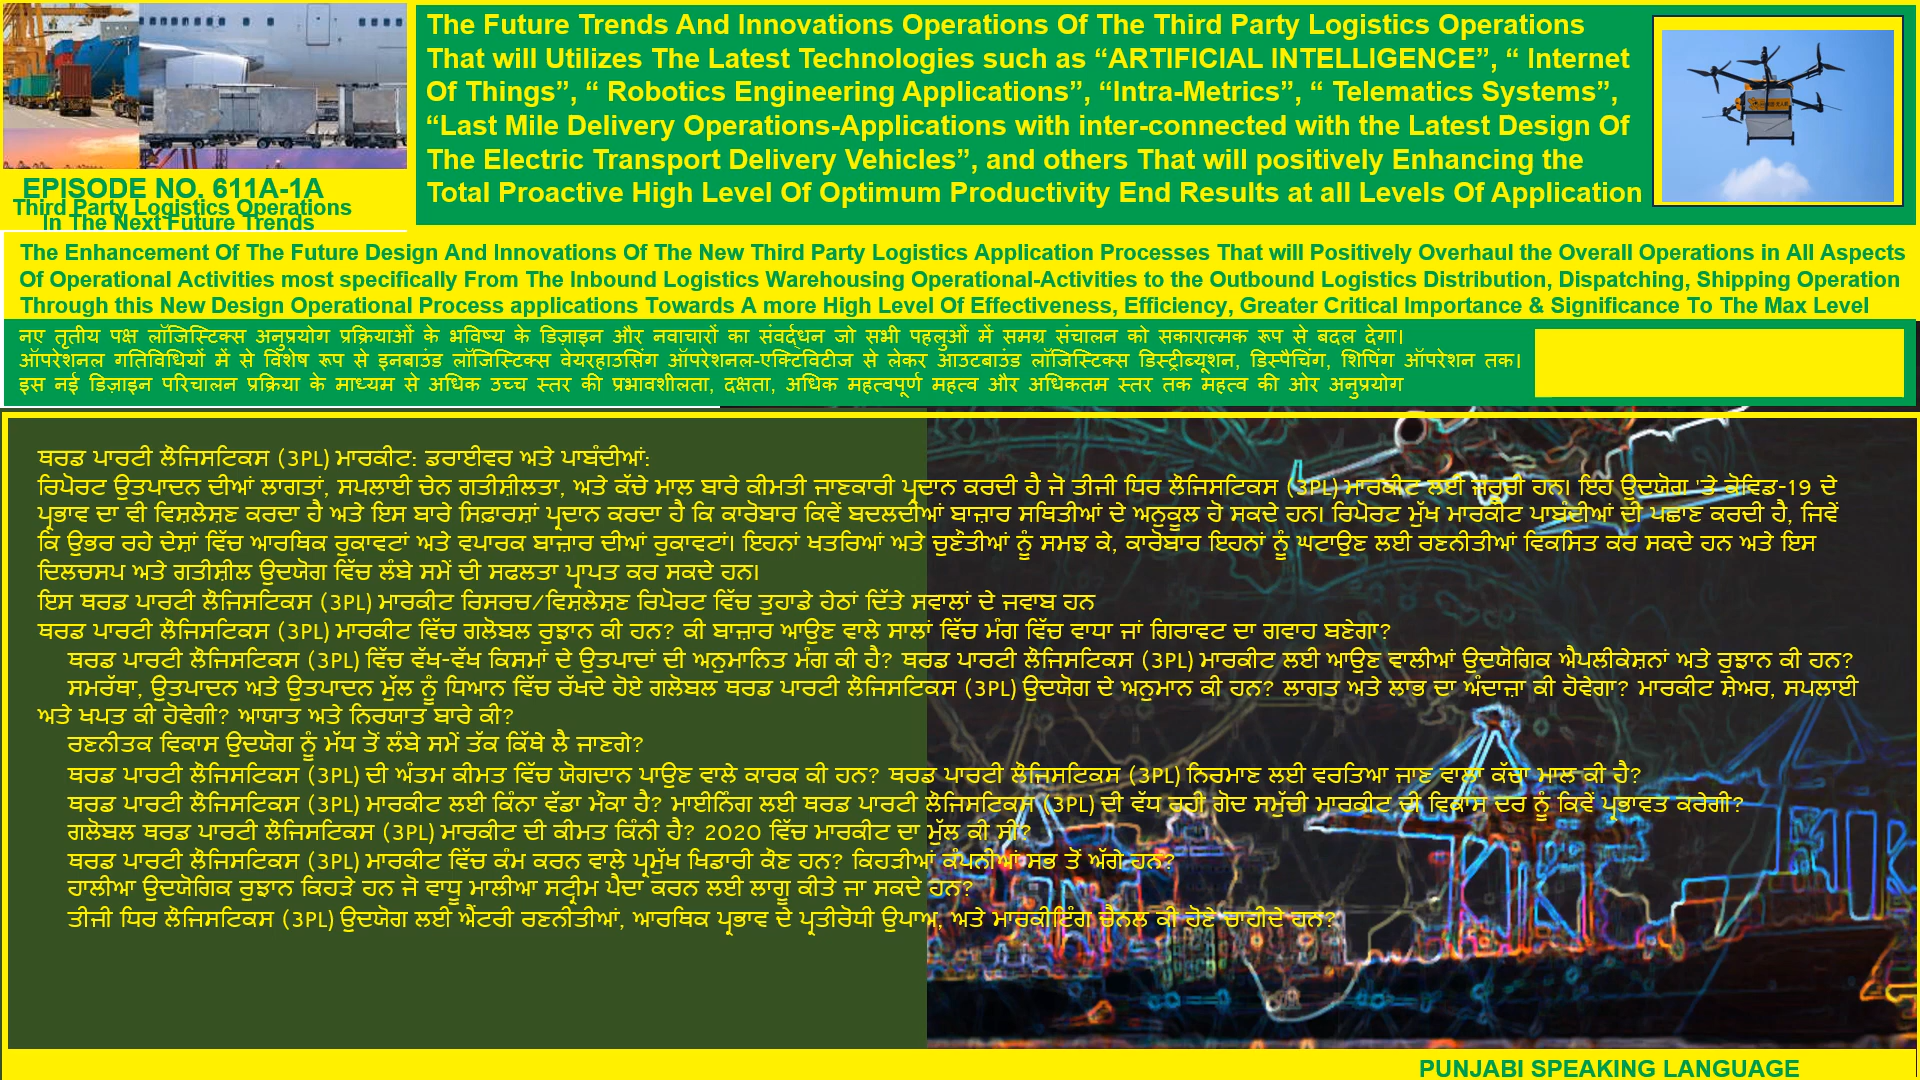 The Future Trends And Innovations Operations Of The Third Party Logistics Operations
That will Utilizes The Latest Technologies such as “ARTIFICIAL INTELLIGENCE”, “ Internet
Of Things”, “ Robotics Engineering Applications”, “Intra-Metrics”, “ Telematics Systems”,
“Last Mile Delivery Operations-Applications with inter-connected with the Latest Design Of
The Electric Transport Delivery Vehicles”, and others That will positively Enhancing the
Total Proactive High Level Of Optimum Productivity End Results at all Levels Of Application
EPISODE NO. 611A-1A
Third Party Logistics Operations
In The Next Future Trends
The Enhancement Of The Future Design And Innovations Of The New Third Party Logistics Application Processes That will Positively Overhaul the Overall Operations in All Aspects
Of Operational Activities most specifically From The Inbound Logistics Warehousing Operational-Activities to the Outbound Logistics Distribution, Dispatching, Shipping Operation
Through this New Design Operational Process applications Towards A more High Level Of Effectiveness, Efficiency, Greater Critical Importance & Significance To The Max Level
नए तृतीय पक्ष लॉजिस्टिक्स अनुप्रयोग प्रक्रियाओं के भविष्य के डिज़ाइन और नवाचारों का संवर्द्धन जो सभी पहलुओं में समग्र संचालन को सकारात्मक रूप से बदल देगा।
ऑपरेशनल गतिविधियों में से विशेष रूप से इनबाउंड लॉजिस्टिक्स वेयरहाउसिंग ऑपरेशनल-एक्टिविटीज से लेकर आउटबाउंड लॉजिस्टिक्स डिस्ट्रीब्यूशन, डिस्पैचिंग, शिपिंग ऑपरेशन तक।
इस नई डिज़ाइन परिचालन प्रक्रिया के माध्यम से अधिक उच्च स्तर की प्रभावशीलता, दक्षता, अधिक महत्वपूर्ण महत्व और अधिकतम स्तर तक महत्व की ओर अनुप्रयोग
ਥਰਡ ਪਾਰਟੀ ਲੌਜਿਸਟਿਕਸ (3PL) ਮਾਰਕੀਟ: ਡਰਾਈਵਰ ਅਤੇ ਪਾਬੰਦੀਆਂ:
ਰਿਪੋਰਟ ਉਤਪਾਦਨ ਦੀਆਂ ਲਾਗਤਾਂ, ਸਪਲਾਈ ਚੇਨ ਗਤੀਸ਼ੀਲਤਾ, ਅਤੇ ਕੱਚੇ ਮਾਲ ਬਾਰੇ ਕੀਮਤੀ ਜਾਣਕਾਰੀ ਪ੍ਰਦਾਨ ਕਰਦੀ ਹੈ ਜੋ ਤੀਜੀ ਧਿਰ ਲੌਜਿਸਟਿਕਸ (3PL) ਮਾਰਕੀਟ ਲਈ ਜ਼ਰੂਰੀ ਹਨ। ਇਹ ਉਦਯੋਗ 'ਤੇ ਕੋਵਿਡ-19 ਦੇ
ਪ੍ਰਭਾਵ ਦਾ ਵੀ ਵਿਸ਼ਲੇਸ਼ਣ ਕਰਦਾ ਹੈ ਅਤੇ ਇਸ ਬਾਰੇ ਸਿਫ਼ਾਰਸ਼ਾਂ ਪ੍ਰਦਾਨ ਕਰਦਾ ਹੈ ਕਿ ਕਾਰੋਬਾਰ ਕਿਵੇਂ ਬਦਲਦੀਆਂ ਬਾਜ਼ਾਰ ਸਥਿਤੀਆਂ ਦੇ ਅਨੁਕੂਲ ਹੋ ਸਕਦੇ ਹਨ। ਰਿਪੋਰਟ ਮੁੱਖ ਮਾਰਕੀਟ ਪਾਬੰਦੀਆਂ ਦੀ ਪਛਾਣ ਕਰਦੀ ਹੈ, ਜਿਵੇਂ
ਕਿ ਉਭਰ ਰਹੇ ਦੇਸ਼ਾਂ ਵਿੱਚ ਆਰਥਿਕ ਰੁਕਾਵਟਾਂ ਅਤੇ ਵਪਾਰਕ ਬਾਜ਼ਾਰ ਦੀਆਂ ਰੁਕਾਵਟਾਂ। ਇਹਨਾਂ ਖਤਰਿਆਂ ਅਤੇ ਚੁਣੌਤੀਆਂ ਨੂੰ ਸਮਝ ਕੇ, ਕਾਰੋਬਾਰ ਇਹਨਾਂ ਨੂੰ ਘਟਾਉਣ ਲਈ ਰਣਨੀਤੀਆਂ ਵਿਕਸਿਤ ਕਰ ਸਕਦੇ ਹਨ ਅਤੇ ਇਸ
ਦਿਲਚਸਪ ਅਤੇ ਗਤੀਸ਼ੀਲ ਉਦਯੋਗ ਵਿੱਚ ਲੰਬੇ ਸਮੇਂ ਦੀ ਸਫਲਤਾ ਪ੍ਰਾਪਤ ਕਰ ਸਕਦੇ ਹਨ।
ਇਸ ਥਰਡ ਪਾਰਟੀ ਲੌਜਿਸਟਿਕਸ (3PL) ਮਾਰਕੀਟ ਰਿਸਰਚ/ਵਿਸ਼ਲੇਸ਼ਣ ਰਿਪੋਰਟ ਵਿੱਚ ਤੁਹਾਡੇ ਹੇਠਾਂ ਦਿੱਤੇ ਸਵਾਲਾਂ ਦੇ ਜਵਾਬ ਹਨ
ਥਰਡ ਪਾਰਟੀ ਲੌਜਿਸਟਿਕਸ (3PL) ਮਾਰਕੀਟ ਵਿੱਚ ਗਲੋਬਲ ਰੁਝਾਨ ਕੀ ਹਨ? ਕੀ ਬਾਜ਼ਾਰ ਆਉਣ ਵਾਲੇ ਸਾਲਾਂ ਵਿੱਚ ਮੰਗ ਵਿੱਚ ਵਾਧਾ ਜਾਂ ਗਿਰਾਵਟ ਦਾ ਗਵਾਹ ਬਣੇਗਾ?
ਥਰਡ ਪਾਰਟੀ ਲੌਜਿਸਟਿਕਸ (3PL) ਵਿੱਚ ਵੱਖ-ਵੱਖ ਕਿਸਮਾਂ ਦੇ ਉਤਪਾਦਾਂ ਦੀ ਅਨੁਮਾਨਿਤ ਮੰਗ ਕੀ ਹੈ? ਥਰਡ ਪਾਰਟੀ ਲੌਜਿਸਟਿਕਸ (3PL) ਮਾਰਕੀਟ ਲਈ ਆਉਣ ਵਾਲੀਆਂ ਉਦਯੋਗਿਕ ਐਪਲੀਕੇਸ਼ਨਾਂ ਅਤੇ ਰੁਝਾਨ ਕੀ ਹਨ?
ਸਮਰੱਥਾ, ਉਤਪਾਦਨ ਅਤੇ ਉਤਪਾਦਨ ਮੁੱਲ ਨੂੰ ਧਿਆਨ ਵਿੱਚ ਰੱਖਦੇ ਹੋਏ ਗਲੋਬਲ ਥਰਡ ਪਾਰਟੀ ਲੌਜਿਸਟਿਕਸ (3PL) ਉਦਯੋਗ ਦੇ ਅਨੁਮਾਨ ਕੀ ਹਨ? ਲਾਗਤ ਅਤੇ ਲਾਭ ਦਾ ਅੰਦਾਜ਼ਾ ਕੀ ਹੋਵੇਗਾ? ਮਾਰਕੀਟ ਸ਼ੇਅਰ, ਸਪਲਾਈ
ਅਤੇ ਖਪਤ ਕੀ ਹੋਵੇਗੀ? ਆਯਾਤ ਅਤੇ ਨਿਰਯਾਤ ਬਾਰੇ ਕੀ?
ਰਣਨੀਤਕ ਵਿਕਾਸ ਉਦਯੋਗ ਨੂੰ ਮੱਧ ਤੋਂ ਲੰਬੇ ਸਮੇਂ ਤੱਕ ਕਿੱਥੇ ਲੈ ਜਾਣਗੇ?
ਥਰਡ ਪਾਰਟੀ ਲੌਜਿਸਟਿਕਸ (3PL) ਦੀ ਅੰਤਮ ਕੀਮਤ ਵਿੱਚ ਯੋਗਦਾਨ ਪਾਉਣ ਵਾਲੇ ਕਾਰਕ ਕੀ ਹਨ? ਥਰਡ ਪਾਰਟੀ ਲੌਜਿਸਟਿਕਸ (3PL) ਨਿਰਮਾਣ ਲਈ ਵਰਤਿਆ ਜਾਣ ਵਾਲਾ ਕੱਚਾ ਮਾਲ ਕੀ ਹੈ?
ਥਰਡ ਪਾਰਟੀ ਲੌਜਿਸਟਿਕਸ (3PL) ਮਾਰਕੀਟ ਲਈ ਕਿੰਨਾ ਵੱਡਾ ਮੌਕਾ ਹੈ? ਮਾਈਨਿੰਗ ਲਈ ਥਰਡ ਪਾਰਟੀ ਲੌਜਿਸਟਿਕਸ (3PL) ਦੀ ਵੱਧ ਰਹੀ ਗੋਦ ਸਮੁੱਚੀ ਮਾਰਕੀਟ ਦੀ ਵਿਕਾਸ ਦਰ ਨੂੰ ਕਿਵੇਂ ਪ੍ਰਭਾਵਤ ਕਰੇਗੀ?
ਗਲੋਬਲ ਥਰਡ ਪਾਰਟੀ ਲੌਜਿਸਟਿਕਸ (3PL) ਮਾਰਕੀਟ ਦੀ ਕੀਮਤ ਕਿੰਨੀ ਹੈ? 2020 ਵਿੱਚ ਮਾਰਕੀਟ ਦਾ ਮੁੱਲ ਕੀ ਸੀ?
ਥਰਡ ਪਾਰਟੀ ਲੌਜਿਸਟਿਕਸ (3PL) ਮਾਰਕੀਟ ਵਿੱਚ ਕੰਮ ਕਰਨ ਵਾਲੇ ਪ੍ਰਮੁੱਖ ਖਿਡਾਰੀ ਕੌਣ ਹਨ? ਕਿਹੜੀਆਂ ਕੰਪਨੀਆਂ ਸਭ ਤੋਂ ਅੱਗੇ ਹਨ?
ਹਾਲੀਆ ਉਦਯੋਗਿਕ ਰੁਝਾਨ ਕਿਹੜੇ ਹਨ ਜੋ ਵਾਧੂ ਮਾਲੀਆ ਸਟ੍ਰੀਮ ਪੈਦਾ ਕਰਨ ਲਈ ਲਾਗੂ ਕੀਤੇ ਜਾ ਸਕਦੇ ਹਨ?
ਤੀਜੀ ਧਿਰ ਲੌਜਿਸਟਿਕਸ (3PL) ਉਦਯੋਗ ਲਈ ਐਂਟਰੀ ਰਣਨੀਤੀਆਂ, ਆਰਥਿਕ ਪ੍ਰਭਾਵ ਦੇ ਪ੍ਰਤੀਰੋਧੀ ਉਪਾਅ, ਅਤੇ ਮਾਰਕੀਟਿੰਗ ਚੈਨਲ ਕੀ ਹੋਣੇ ਚਾਹੀਦੇ ਹਨ?
PUNJABI SPEAKING LANGUAGE